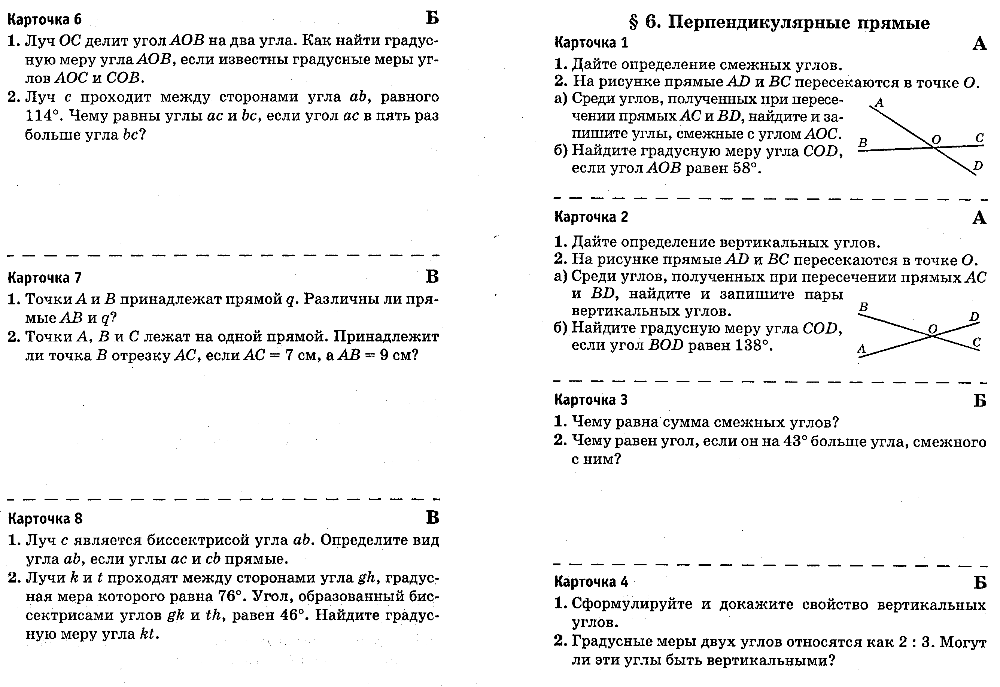 Карточка 6 Б
1. Луч OC делит угол AOB на два угла. Как найти градус-
ную меру угла AOB, если известны градусные меры уг-
лов AOC и COB.
2. Луч c проходит между сторонами угла ab, равного
114°. Чему равны углы ac и bc, если угол ac в пять раз
больше угла bc?
Карточка 7 В
1. Точки A и B принадлежат прямой q. Различны ли пря-
мые AB и q?
2. Точки A, B и C лежат на одной прямой. Принадлежит
ли точка B отрезку AC, если AC = 7 см, а AB = 9 см?
Карточка 8 В
1. Луч c является биссектрисой угла ab. Определите вид
угла ab, если углы ac и cb прямые.
2. Лучи k и t проходят между сторонами угла gh, градус-
ная мера которого равна 76°. Угол, образованный бис-
сектрисами углов gk и th, равен 46°. Найдите градус-
ную меру угла kt.
§ 6. Перпендикулярные прямые
Карточка 1 А
1. Дайте определение смежных углов.
2. На рисунке прямые AD и BC пересекаются в точке O.
а) Среди углов, полученных при пересе-
чении прямых AC и BD, найдите и за-
пишите углы, смежные с углом AOC.
б) Найдите градусную меру угла COD,
если угол AOB равен 58°.
A
B O C
D
Карточка 2 А
1. Дайте определение вертикальных углов.
2. На рисунке прямые AD и BC пересекаются в точке O.
а) Среди углов, полученных при пересечении прямых AC
и BD, найдите и запишите пары
вертикальных углов.
б) Найдите градусную меру угла COD,
если угол BOD равен 138°.
B D
O
A C
Карточка 3 Б
1. Чему равна сумма смежных углов?
2. Чему равен угол, если он на 43° больше угла, смежного
с ним?
Карточка 4 Б
1. Сформулируйте и докажите свойство вертикальных
углов.
2. Градусные меры двух углов относятся как 2 : 3. Могут
ли эти углы быть вертикальными?